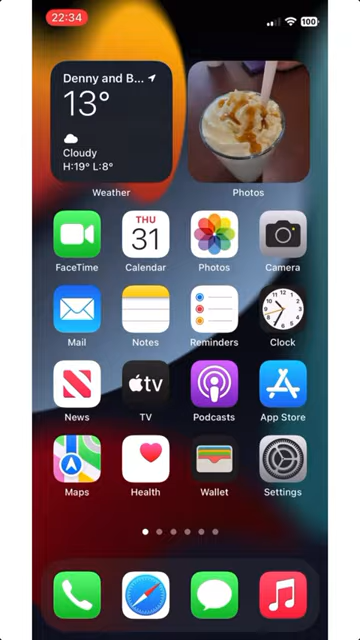 22:34
100
Denny and B...
13°
Cloudy
H:19° L:8°
Weather
Photos
THU
31
FaceTime
Calendar
Photos
Camera
Mail
Notes
Reminders
Clock
tv
News
TV
Podcasts
App Store
Maps
Health
Wallet
Settings